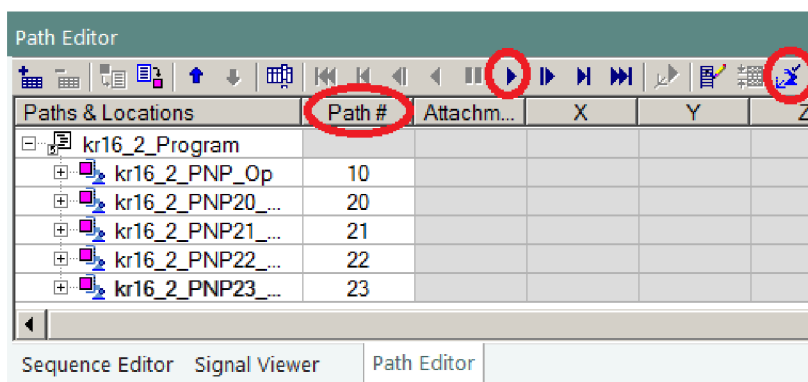 Path Editor
Paths & Locations Path # Attachm... X Y Z
kr16_2_Program
kr16_2_PNP_Op 10
kr16_2_PNP20_... 20
kr16_2_PNP21_... 21
kr16_2_PNP22_... 22
kr16_2_PNP23_... 23
Sequence Editor Signal Viewer Path Editor